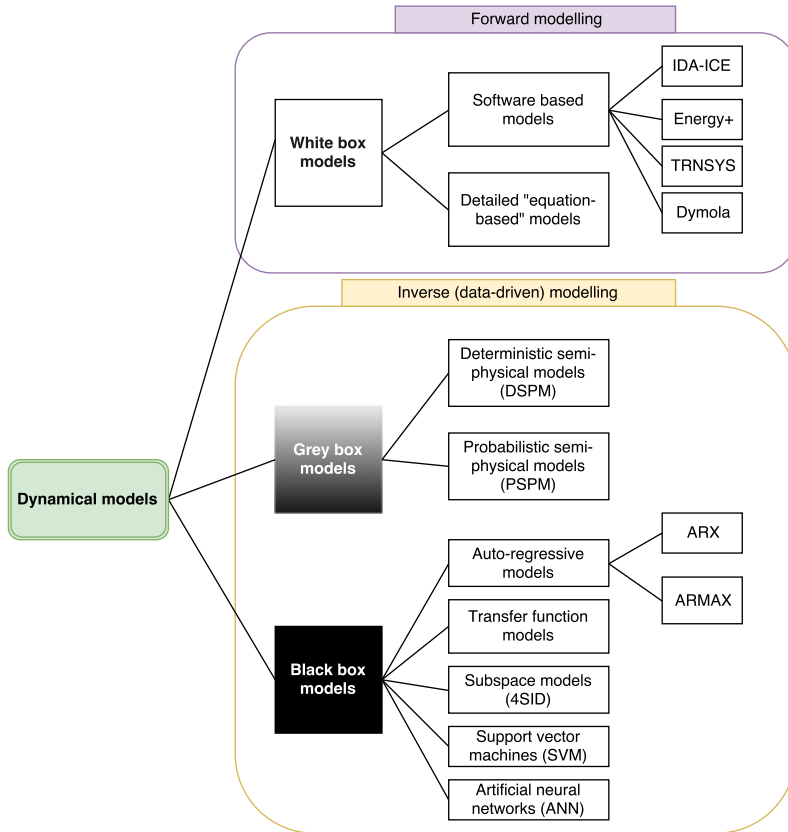 Forward modelling
IDA-ICE
Software based
models
Energy+
White box
models
TRNSYS
Detailed "equation-
based" models
Dymola
Inverse (data-driven) modelling
Deterministic semi-
physical models
(DSPM)
Grey box
models
Probabilistic semi-
physical models
(PSPM)
Dynamical models
Auto-regressive
models
ARX
ARMAX
Transfer function
models
Black box
models
Subspace models
(4SID)
Support vector
machines (SVM)
Artificial neural
networks (ANN)